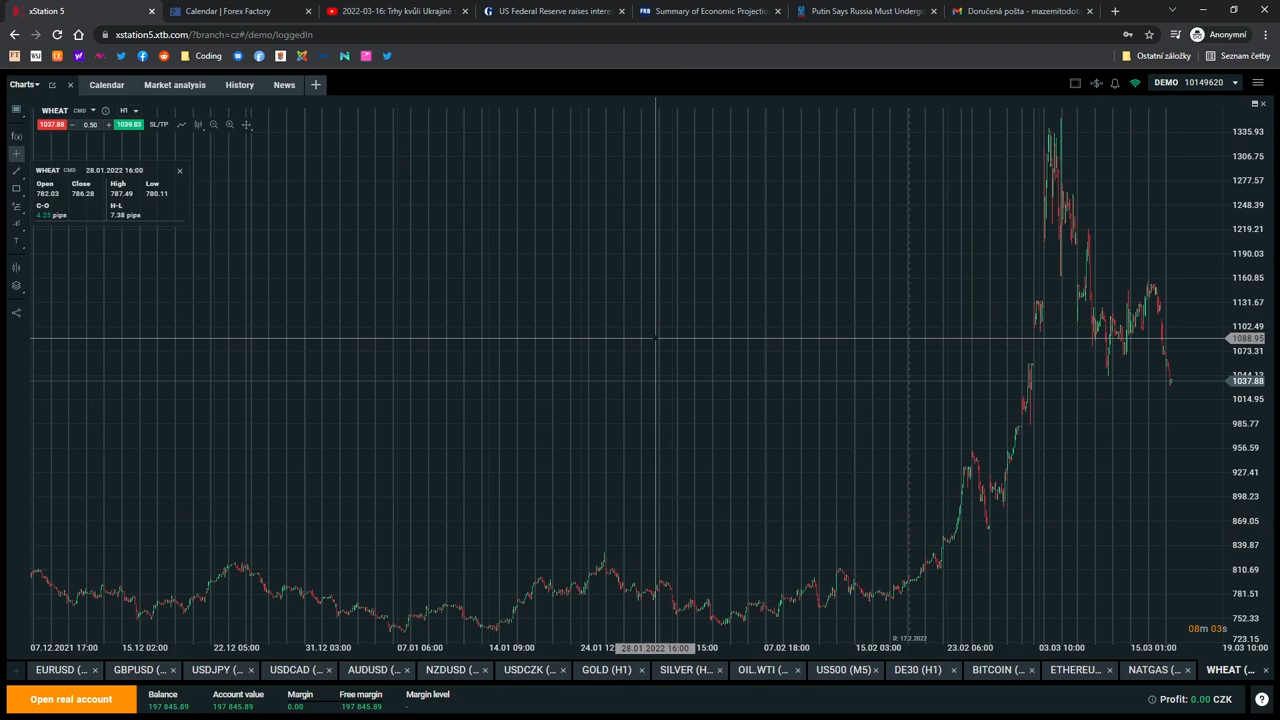 xStation 5
Calendar | Forex Factory
2022-03-16: Trhy kvůli Ukrajině v
US Federal Reserve raises interes
Summary of Economic Projection
Putin Says Russia Must Undergo
Doručená pošta - mazemitodot
xstation5.xtb.com/?branch=cz#/demo/loggedIn
Anonymní
FT
WSJ
Coding
Ostatní záložky
Seznam četby
Charts
Calendar
Market analysis
History
News
DEMO 10149620
WHEAT CMD H1
1037.88 − 0.50 + 1039.83 SL/TP
f(x)
T
WHEAT CMD 28.01.2022 16:00
Open Close High Low
782.03 786.28 787.49 780.11
C-O H-L
4.25 pips 7.38 pips
1335.93
1306.75
1277.57
1248.39
1219.21
1190.03
1160.85
1131.67
1102.49
1088.95
1073.31
1044.13
1037.88
1014.95
985.77
956.59
927.41
898.23
869.05
839.87
810.69
781.51
752.33
723.15
08m 03s
R: 17.2.2022
07.12.2021 17:00 15.12 02:00 22.12 05:00 31.12 03:00 07.01 06:00 14.01 09:00 24.01 12 28.01.2022 16:00 15:00 07.02 18:00 15.02 03:00 23.02 06:00 03.03 10:00 15.03 01:00 19.03 10:00
EURUSD (... GBPUSD (... USDJPY (... USDCAD (... AUDUSD (... NZDUSD (... USDCZK (... GOLD (H1) SILVER (H... OIL.WTI (... US500 (M5) DE30 (H1) BITCOIN (... ETHEREU... NATGAS (... WHEAT (...
Open real account
Balance Account value Margin Free margin Margin level
197 845.89 197 845.89 0.00 197 845.89 -
Profit: 0.00 CZK
?